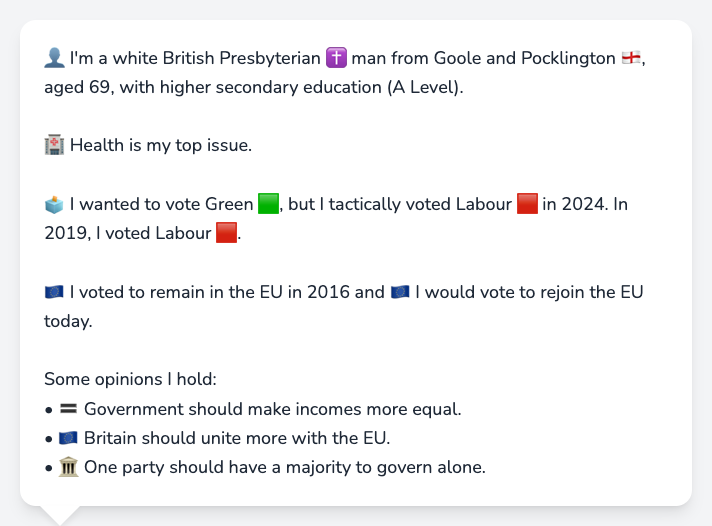 👤 I'm a white British Presbyterian ✝️ man from Goole and Pocklington 🏴󠁧󠁢󠁥󠁮󠁧󠁿,
aged 69, with higher secondary education (A Level).
🏥 Health is my top issue.
🗳️ I wanted to vote Green 🟩, but I tactically voted Labour 🟥 in 2024. In
2019, I voted Labour 🟥.
🇪🇺 I voted to remain in the EU in 2016 and 🇪🇺 I would vote to rejoin the EU
today.
Some opinions I hold:
• 🟰 Government should make incomes more equal.
• 🇪🇺 Britain should unite more with the EU.
• 🏛️ One party should have a majority to govern alone.